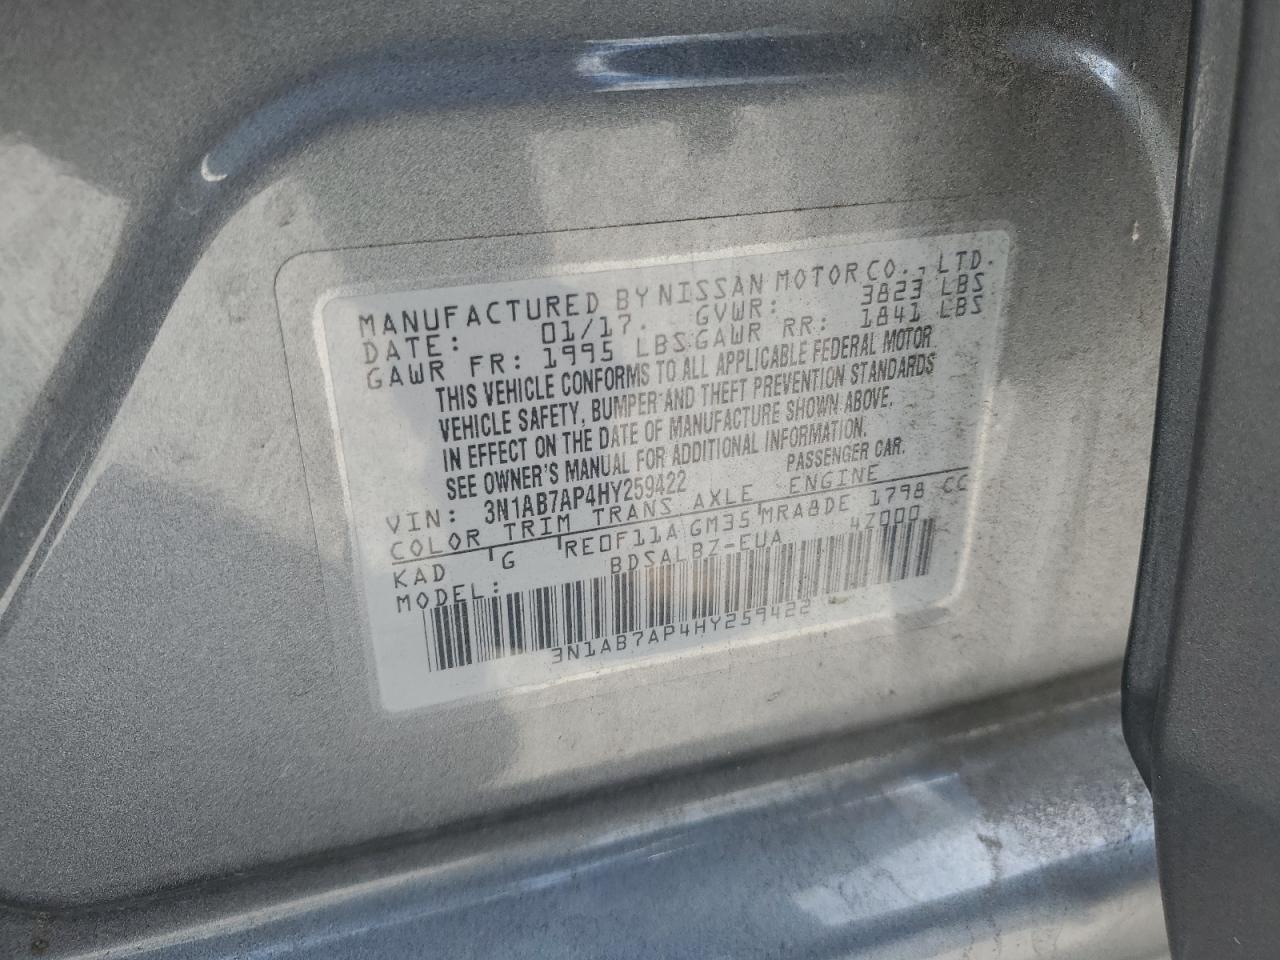 MANUFACTURED BY NISSAN MOTOR CO., LTD.
DATE: 01/17. GVWR: 3823 LBS
GAWR FR: 1995 LBS GAWR RR: 1841 LBS
THIS VEHICLE CONFORMS TO ALL APPLICABLE FEDERAL MOTOR
VEHICLE SAFETY, BUMPER AND THEFT PREVENTION STANDARDS
IN EFFECT ON THE DATE OF MANUFACTURE SHOWN ABOVE.
SEE OWNER'S MANUAL FOR ADDITIONAL INFORMATION.
VIN: 3N1AB7AP4HY259422 PASSENGER CAR.
COLOR TRIM TRANS AXLE ENGINE
KAD G RE0F11A GM35 MRA8DE 1798 CC
MODEL: BDSALBZ-EUA 4Z000
3N1AB7AP4HY259422